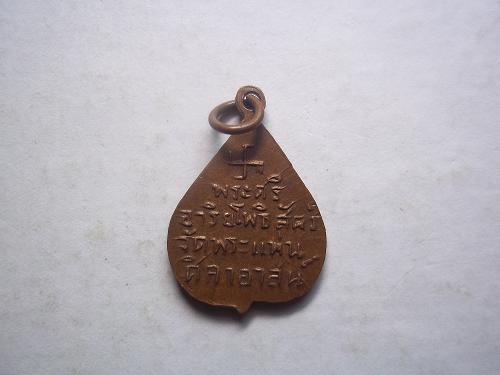 พระศรี
อาริยโพธิสัตว์
วัดพระแท่น
ศิลาอาสน์